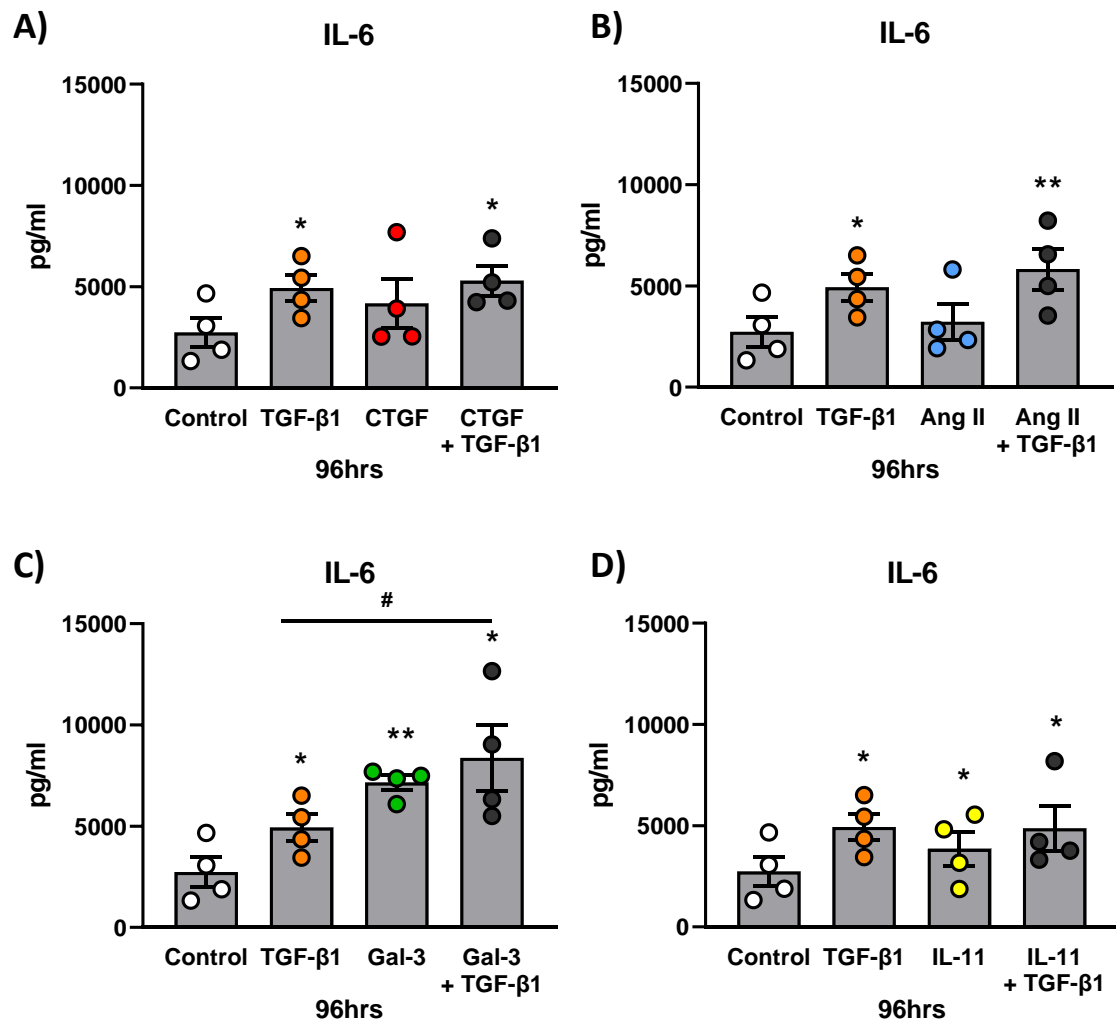 A)
IL-6
15000
10000
5000
0
pg/ml
*
*
Control TGF-β1 CTGF CTGF
+ TGF-β1
96hrs
B)
IL-6
15000
10000
5000
0
pg/ml
*
**
Control TGF-β1 Ang II Ang II
+ TGF-β1
96hrs
C)
IL-6
15000
10000
5000
0
pg/ml
#
*
**
*
Control TGF-β1 Gal-3 Gal-3
+ TGF-β1
96hrs
D)
IL-6
15000
10000
5000
0
pg/ml
*
*
*
Control TGF-β1 IL-11 IL-11
+ TGF-β1
96hrs